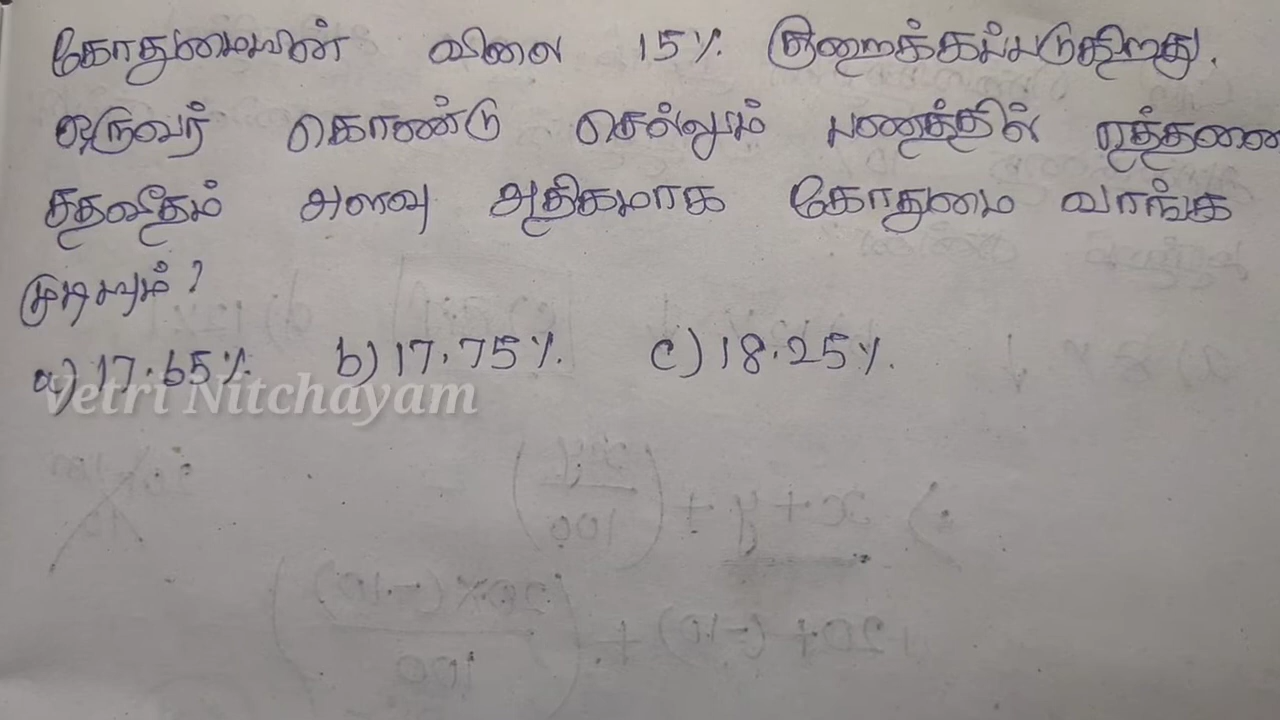 கோதுமையின் விலை 15% குறைக்கப்படுகிறது.
ஒருவர் கொண்டு செல்லும் பணத்தில் எத்தனை
சதவீதம் அளவு அதிகமாக கோதுமை வாங்க
முடியும்?
a) 17.65% b) 17.75% c) 18.25%
Vetri Nitchayam